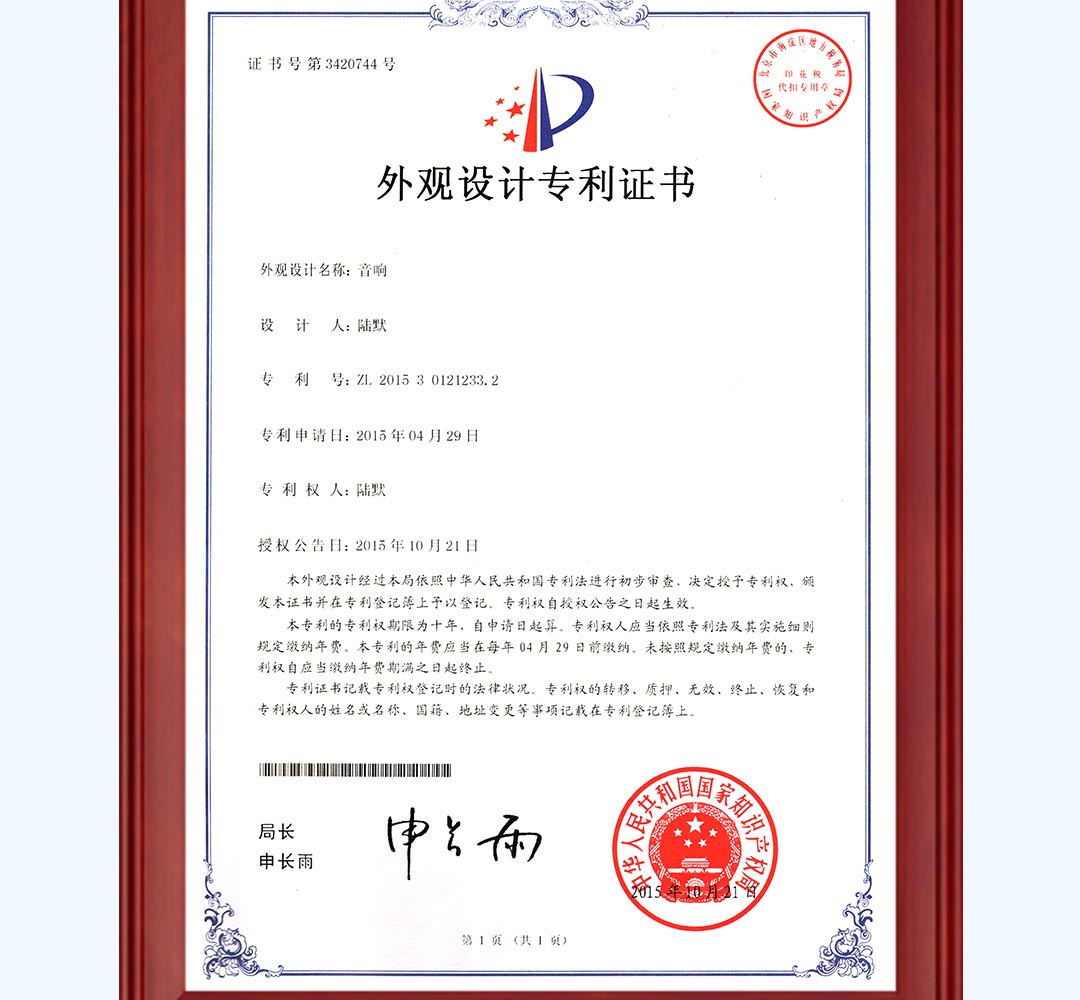 证书号第3420744号
北京市海淀区地方税务局
印花税
代扣专用章
国家知识产权局
外观设计专利证书
外观设计名称：音响
设计人：陆默
专利号：ZL 2015 3 0121233.2
专利申请日：2015年04月29日
专利权人：陆默
授权公告日：2015年10月21日
本外观设计经过本局依照中华人民共和国专利法进行初步审查，决定授予专利权，颁
发本证书并在专利登记簿上予以登记。专利权自授权公告之日起生效。
本专利的专利权期限为十年，自申请日起算。专利权人应当依照专利法及其实施细则
规定缴纳年费。本专利的年费应当在每年04月29日前缴纳。未按照规定缴纳年费的，专
利权自应当缴纳年费期满之日起终止。
专利证书记载专利权登记时的法律状况。专利权的转移、质押、无效、终止、恢复和
专利权人的姓名或名称、国籍、地址变更等事项记载在专利登记簿上。
局长
申长雨
申长雨
中华人民共和国国家知识产权局
2015年10月21日
第1页（共1页）